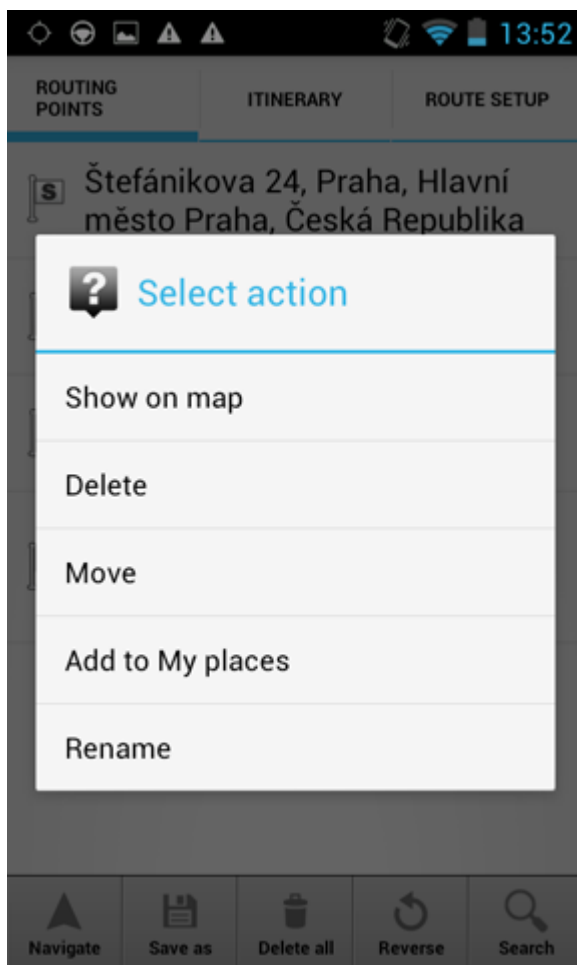 13:52
ROUTING
POINTS
ITINERARY
ROUTE SETUP
S
Štefánikova 24, Praha, Hlavní
město Praha, Česká Republika
Select action
Show on map
Delete
Move
Add to My places
Rename
Navigate
Save as
Delete all
Reverse
Search